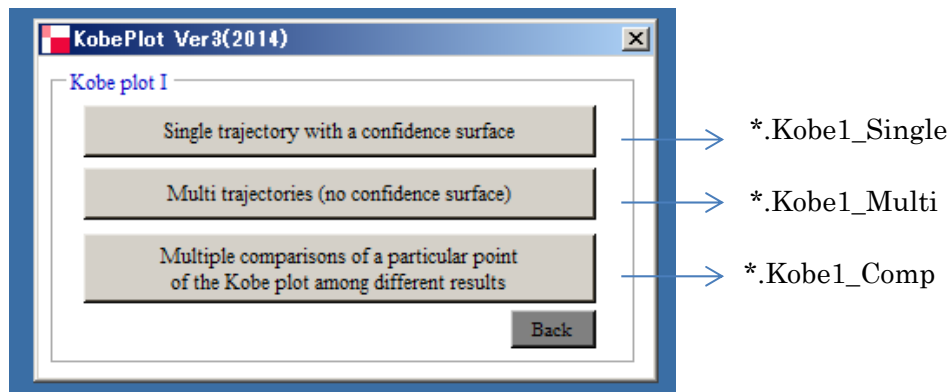 KobePlot Ver3(2014)
Kobe plot I
Single trajectory with a confidence surface
*.Kobe1_Single
Multi trajectories (no confidence surface)
*.Kobe1_Multi
Multiple comparisons of a particular point
of the Kobe plot among different results
*.Kobe1_Comp
Back